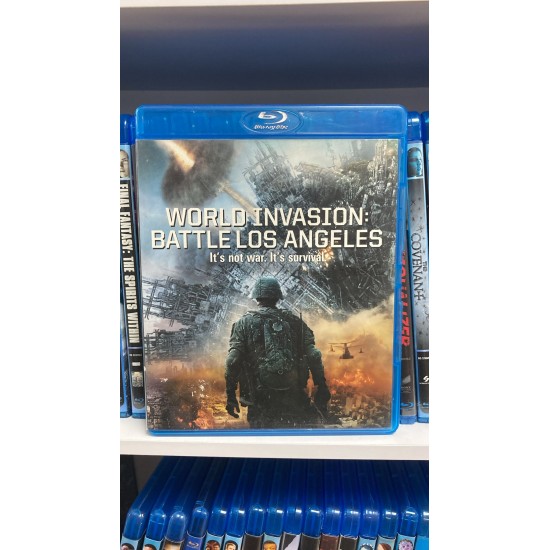 Blu-ray Disc
WORLD INVASION:
BATTLE LOS ANGELES
It's not war. It's survival.
FINAL FANTASY: THE SPIRITS WITHIN
THE
COVENANT